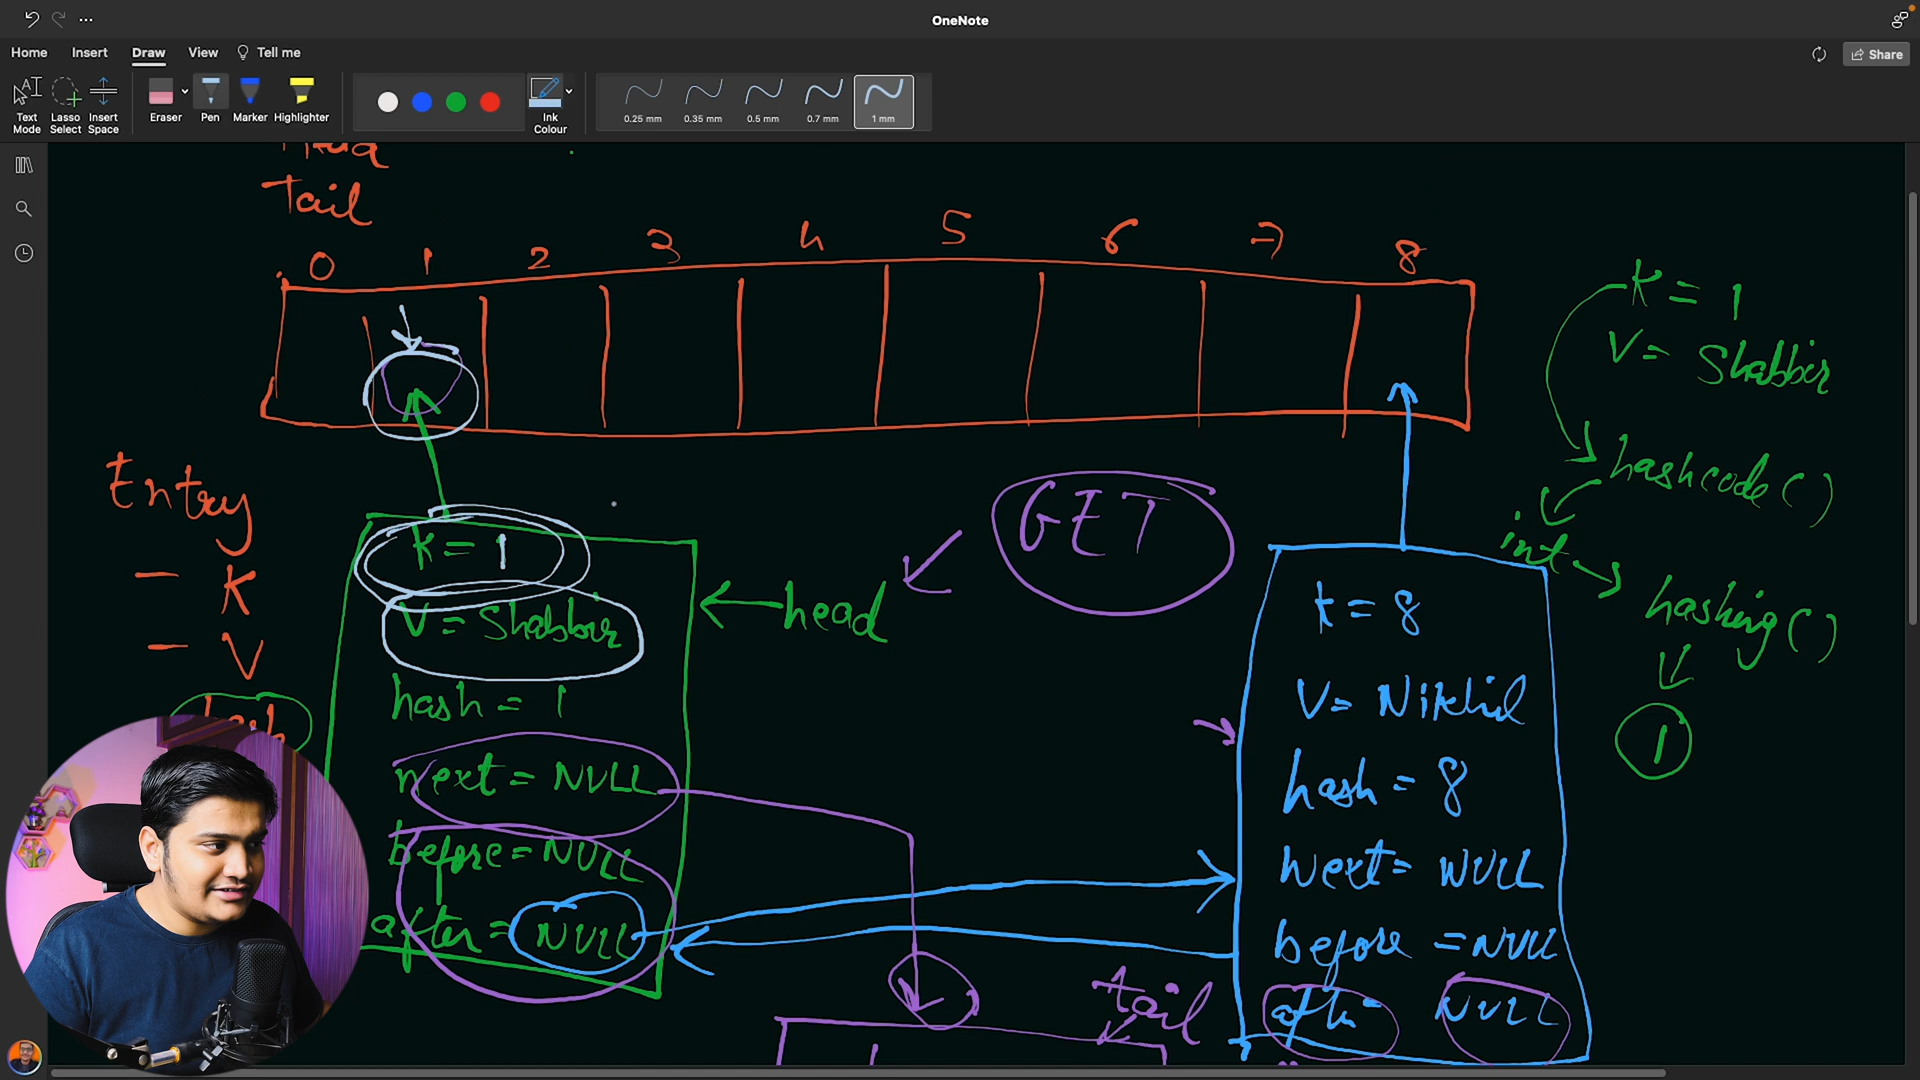 OneNote
Home Insert Draw View Tell me
Share
Text Mode
Lasso Select
Insert Space
Eraser
Pen
Marker
Highlighter
Ink Colour
0.25 mm
0.35 mm
0.5 mm
0.7 mm
1 mm
Head
Tail
0 1 2 3 4 5 6 7 8
K = 1
V = Shabbir
hashcode()
int
hashing()
1
Entry
- K
- V
hash
K = 1
V = Shabbir
hash = 1
next = NULL
before = NULL
after = NULL
head
GET
K = 8
V = Nikhil
hash = 8
Next = NULL
before = NULL
after NULL
tail